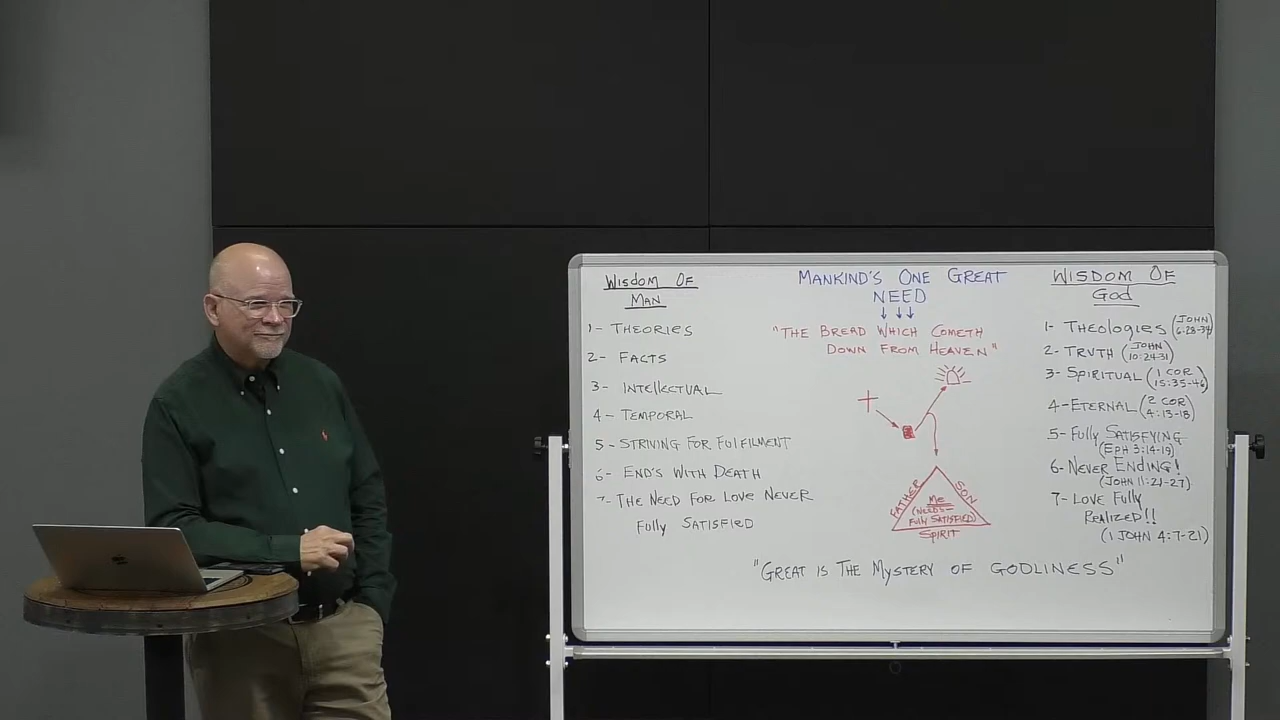 WISDOM OF
MAN
1- THEORIES
2- FACTS
3- INTELLECTUAL
4- TEMPORAL
5- STRIVING FOR FULFILMENT
6- END'S WITH DEATH
7- THE NEED FOR LOVE NEVER
FULLY SATISFIED
MANKIND'S ONE GREAT
NEED
"THE BREAD WHICH COMETH
DOWN FROM HEAVEN"
FATHER
SON
ME
(NEEDS-
FULLY SATISFIED)
SPIRIT
WISDOM OF
GOD
1- THEOLOGIES (JOHN
6:28-34)
2- TRUTH (JOHN
10:24-31)
3- SPIRITUAL (1 COR
15:35-46)
4- ETERNAL (2 COR
4:13-18)
5- FULLY SATISFYING
(EPH 3:14-19)
6- NEVER ENDING!
(JOHN 11:21-27)
7- LOVE FULLY
REALIZED!!
(1 JOHN 4:7-21)
"GREAT IS THE MYSTERY OF GODLINESS"